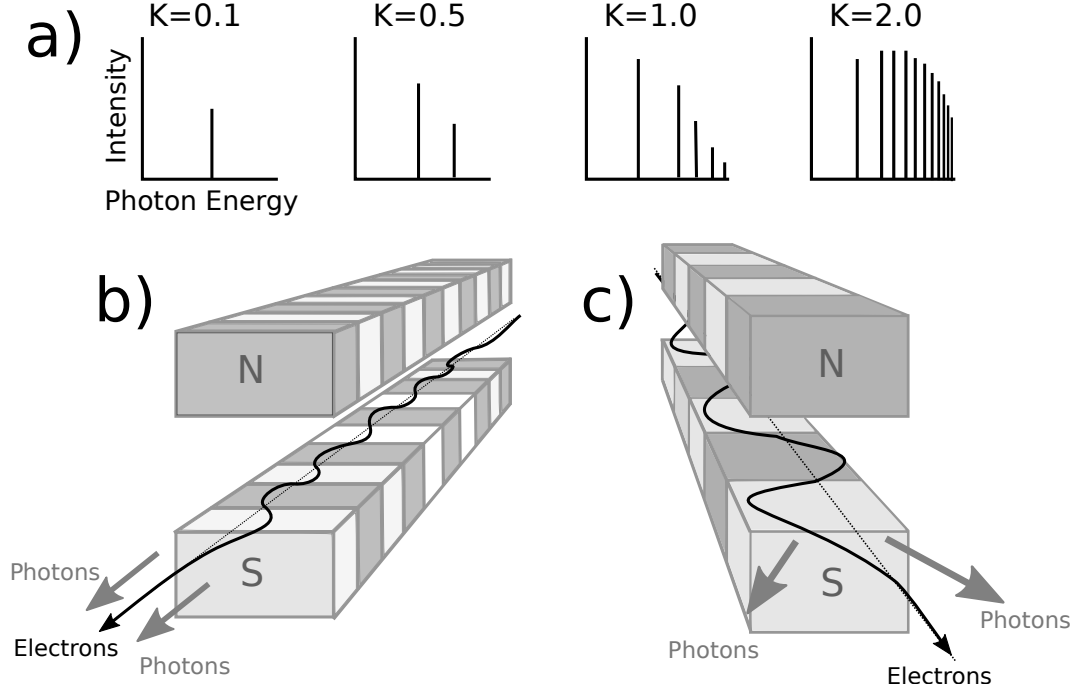 a)
K=0.1
K=0.5
K=1.0
K=2.0
Intensity
Photon Energy
b)
N
S
Photons
Electrons
Photons
c)
N
S
Photons
Photons
Electrons